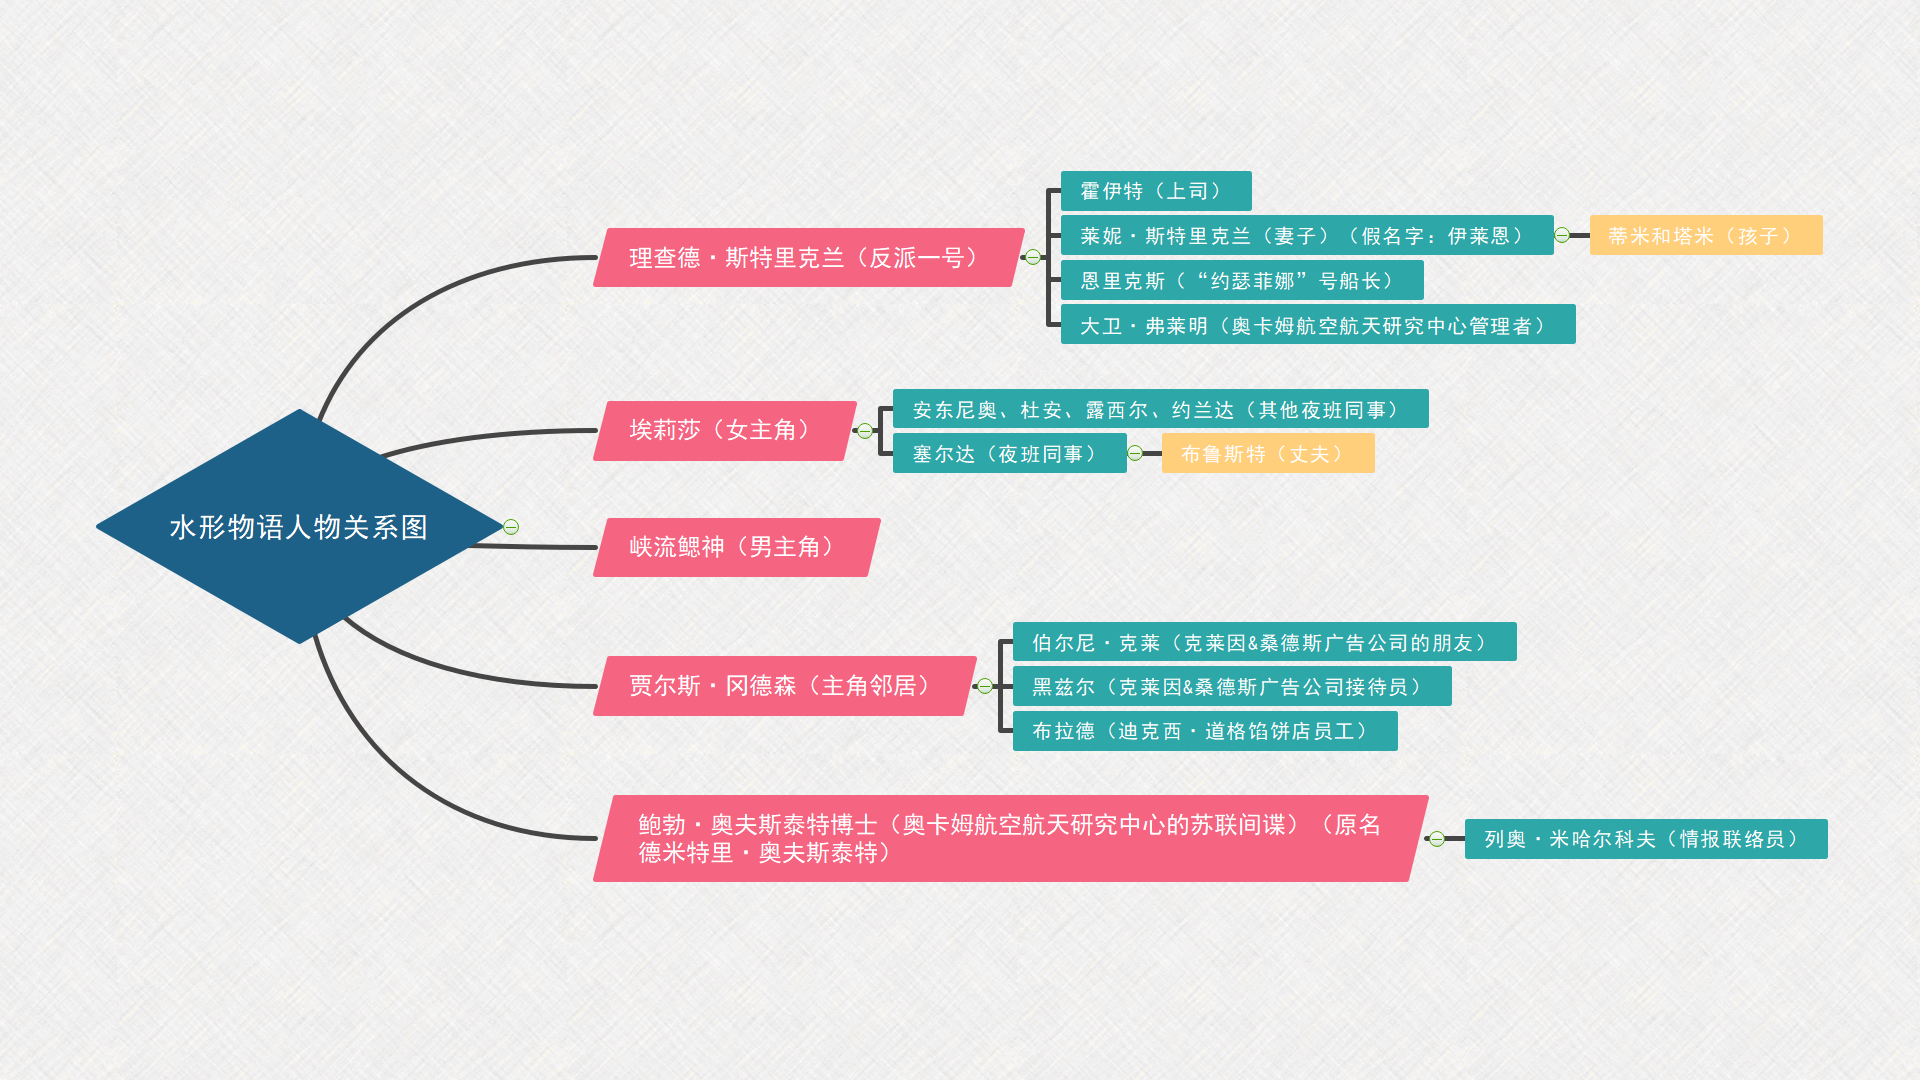 水形物语人物关系图
理查德·斯特里克兰（反派一号）
霍伊特（上司）
莱妮·斯特里克兰（妻子）（假名字：伊莱恩）
蒂米和塔米（孩子）
恩里克斯（“约瑟菲娜”号船长）
大卫·弗莱明（奥卡姆航空航天研究中心管理者）
埃莉莎（女主角）
安东尼奥、杜安、露西尔、约兰达（其他夜班同事）
塞尔达（夜班同事）
布鲁斯特（丈夫）
峡流鳃神（男主角）
贾尔斯·冈德森（主角邻居）
伯尔尼·克莱（克莱因&桑德斯广告公司的朋友）
黑兹尔（克莱因&桑德斯广告公司接待员）
布拉德（迪克西·道格馅饼店员工）
鲍勃·奥夫斯泰特博士（奥卡姆航空航天研究中心的苏联间谍）（原名
德米特里·奥夫斯泰特）
列奥·米哈尔科夫（情报联络员）